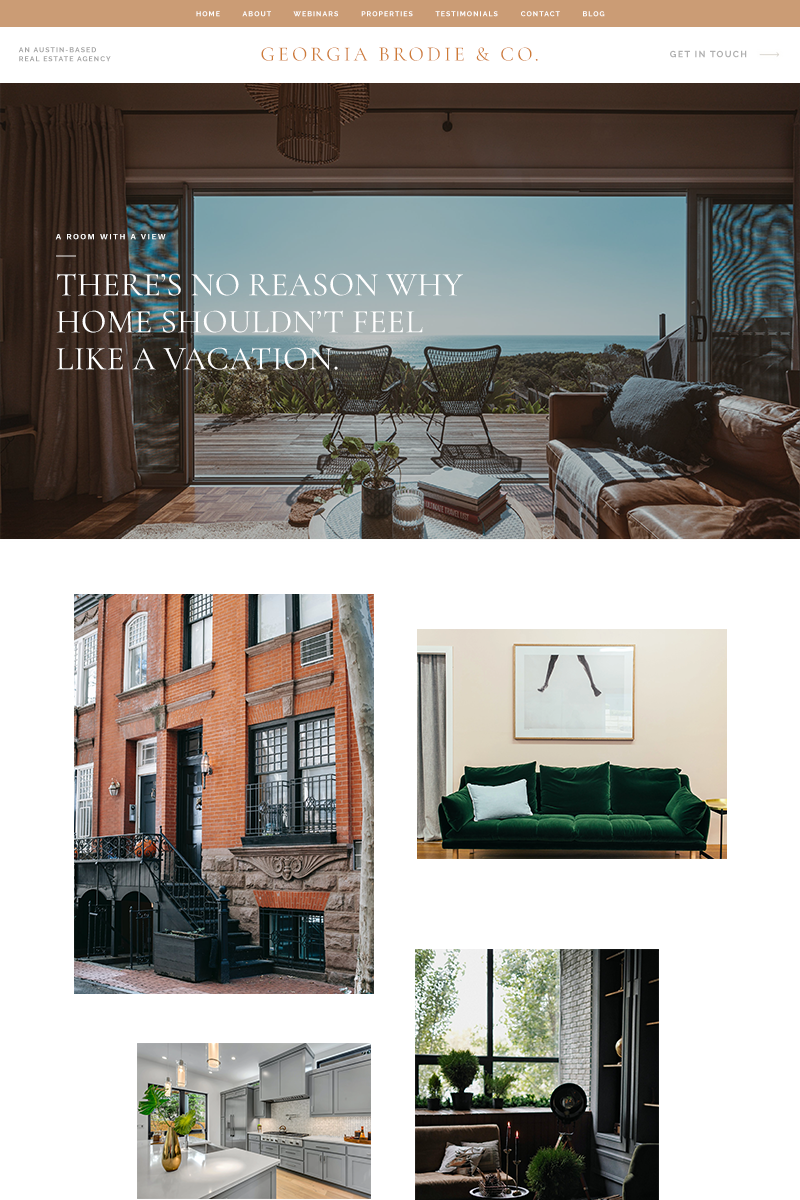 HOME ABOUT WEBINARS PROPERTIES TESTIMONIALS CONTACT BLOG
AN AUSTIN-BASED
REAL ESTATE AGENCY
GEORGIA BRODIE & CO.
GET IN TOUCH
A ROOM WITH A VIEW
THERE’S NO REASON WHY
HOME SHOULDN’T FEEL
LIKE A VACATION.